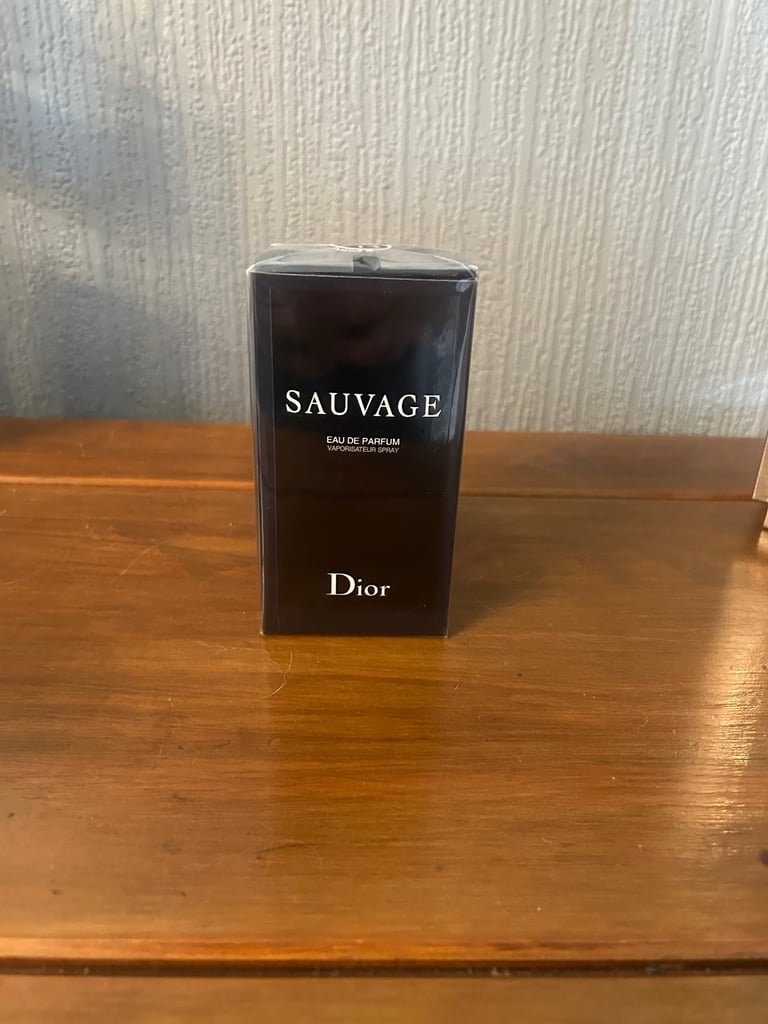 SAUVAGE
EAU DE PARFUM
VAPORISATEUR SPRAY
Dior